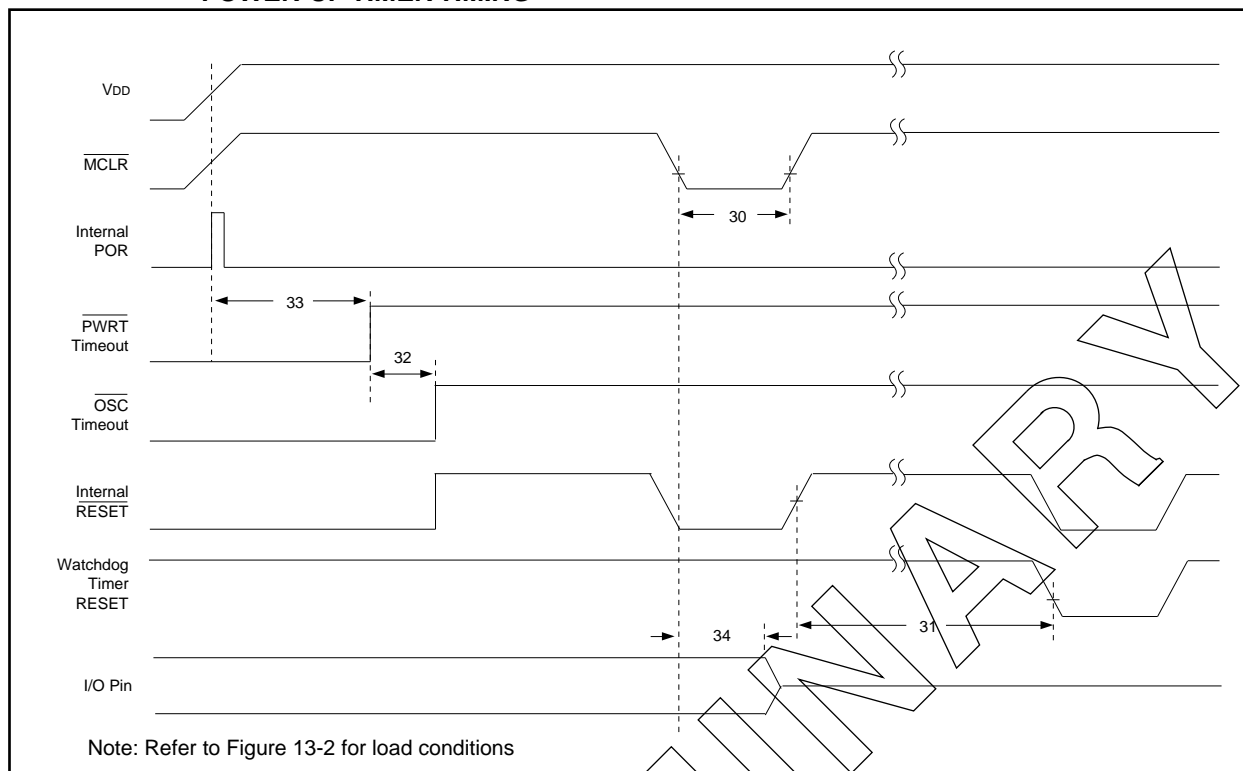 POWER-UP TIMER TIMING
VDD
MCLR
30
Internal
POR
33
PWRT
Timeout
32
OSC
Timeout
Internal
RESET
Watchdog
Timer
RESET
34
31
I/O Pin
Note: Refer to Figure 13-2 for load conditions
INARY